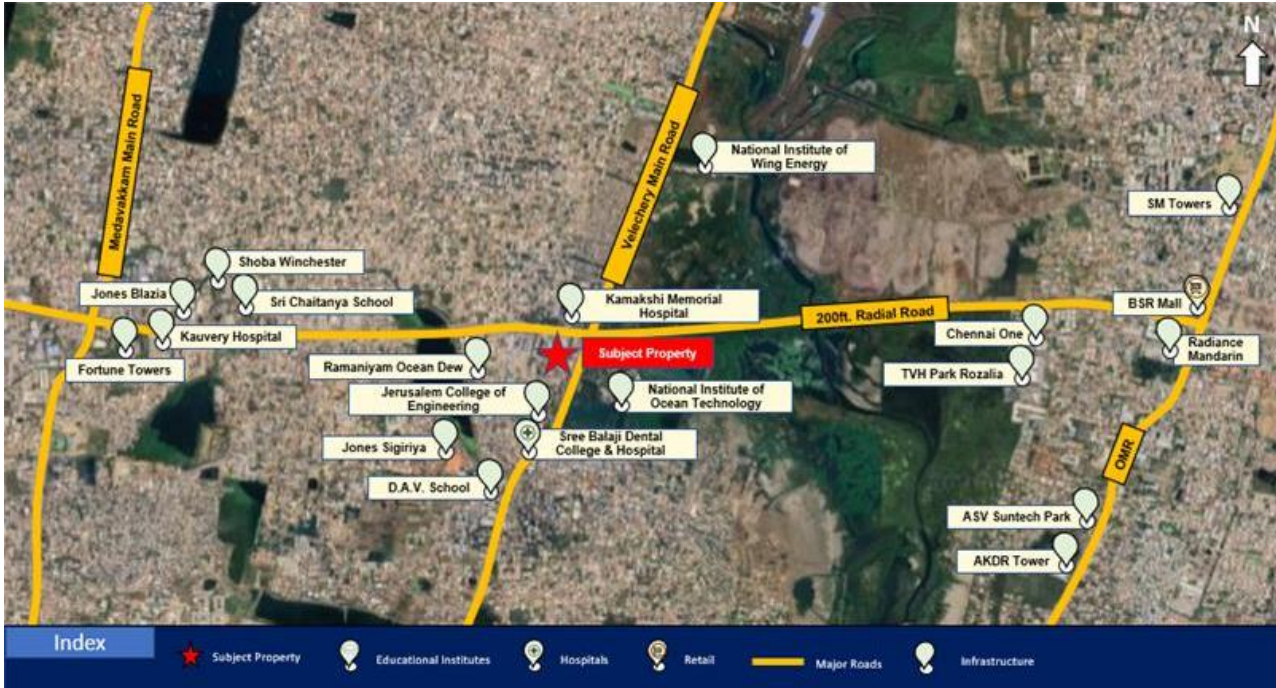 N
Medavakkam Main Road
Velechery Main Road
National Institute of
Wing Energy
SM Towers
Shoba Winchester
Jones Blazia
Sri Chaitanya School
Kamakshi Memorial
Hospital
BSR Mall
200ft. Radial Road
Kauvery Hospital
Chennai One
Radiance
Mandarin
Fortune Towers
Ramaniyam Ocean Dew
Subject Property
TVH Park Rozalia
Jerusalem College of
Engineering
National Institute of
Ocean Technology
Jones Sigiriya
Sree Balaji Dental
College & Hospital
OMR
D.A.V. School
ASV Suntech Park
AKDR Tower
Index
Subject Property
Educational Institutes
Hospitals
Retail
Major Roads
Infrastructure